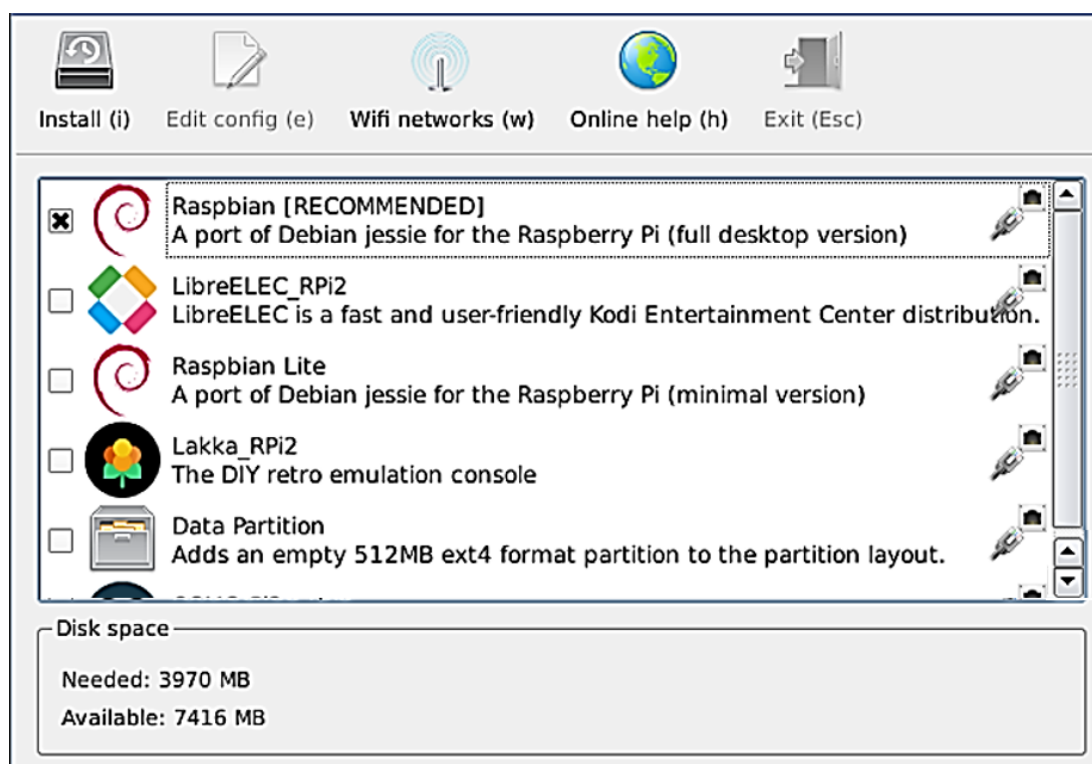 Install (i)
Edit config (e)
Wifi networks (w)
Online help (h)
Exit (Esc)
Raspbian [RECOMMENDED]
A port of Debian jessie for the Raspberry Pi (full desktop version)
LibreELEC_RPi2
LibreELEC is a fast and user-friendly Kodi Entertainment Center distribution.
Raspbian Lite
A port of Debian jessie for the Raspberry Pi (minimal version)
Lakka_RPi2
The DIY retro emulation console
Data Partition
Adds an empty 512MB ext4 format partition to the partition layout.
Disk space
Needed: 3970 MB
Available: 7416 MB